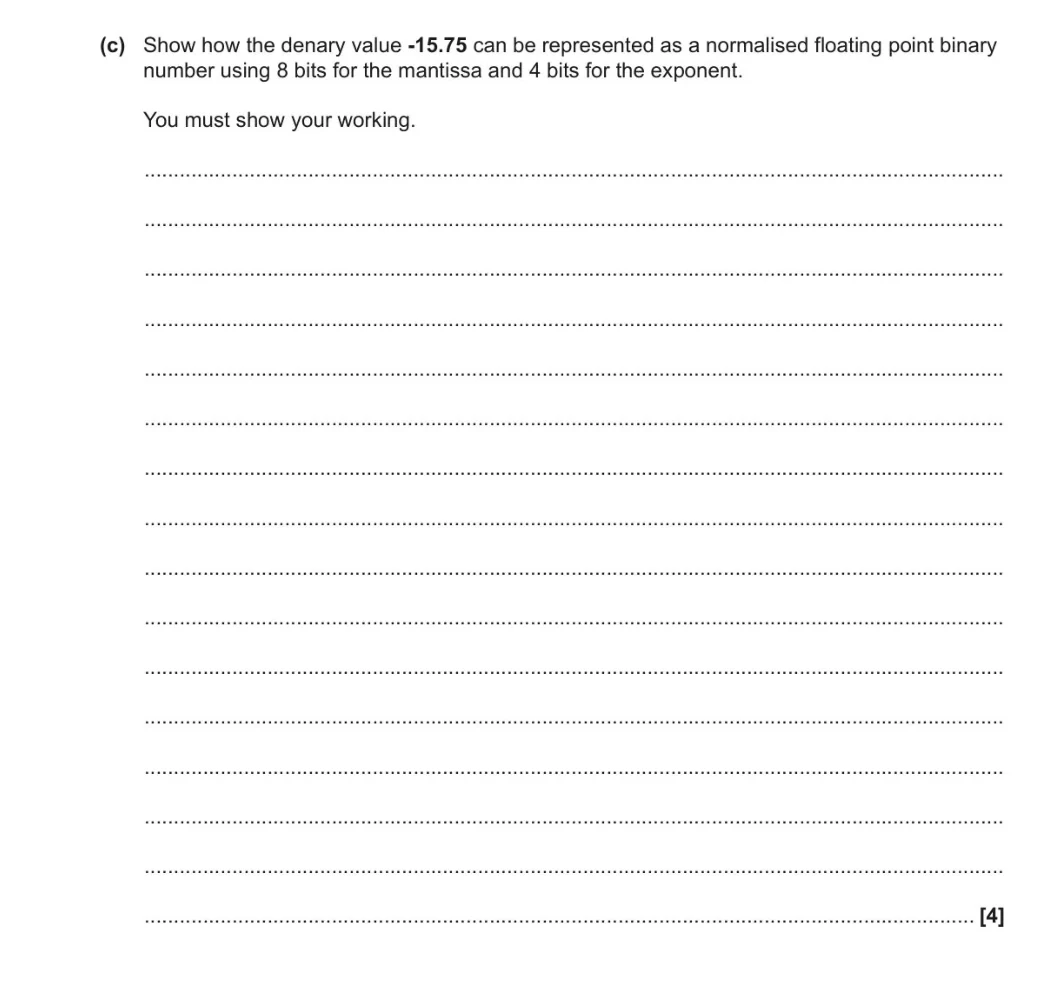 (c) Show how the denary value -15.75 can be represented as a normalised floating point binary
number using 8 bits for the mantissa and 4 bits for the exponent.
You must show your working.
[4]